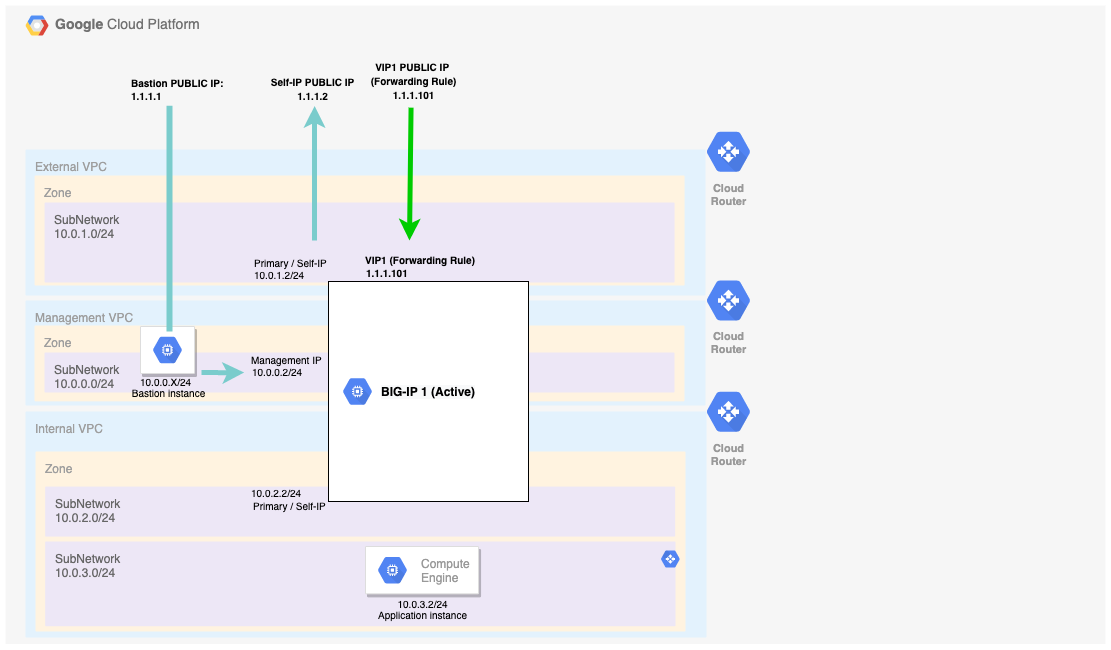 Google Cloud Platform
Bastion PUBLIC IP:
1.1.1.1
Self-IP PUBLIC IP
1.1.1.2
VIP1 PUBLIC IP
(Forwarding Rule)
1.1.1.101
External VPC
Zone
SubNetwork
10.0.1.0/24
Cloud
Router
Primary / Self-IP
10.0.1.2/24
VIP1 (Forwarding Rule)
1.1.1.101
Management VPC
Zone
SubNetwork
10.0.0.0/24
10.0.0.X/24
Bastion instance
Management IP
10.0.0.2/24
Cloud
Router
BIG-IP 1 (Active)
Internal VPC
Zone
Cloud
Router
SubNetwork
10.0.2.0/24
10.0.2.2/24
Primary / Self-IP
SubNetwork
10.0.3.0/24
Compute
Engine
10.0.3.2/24
Application instance